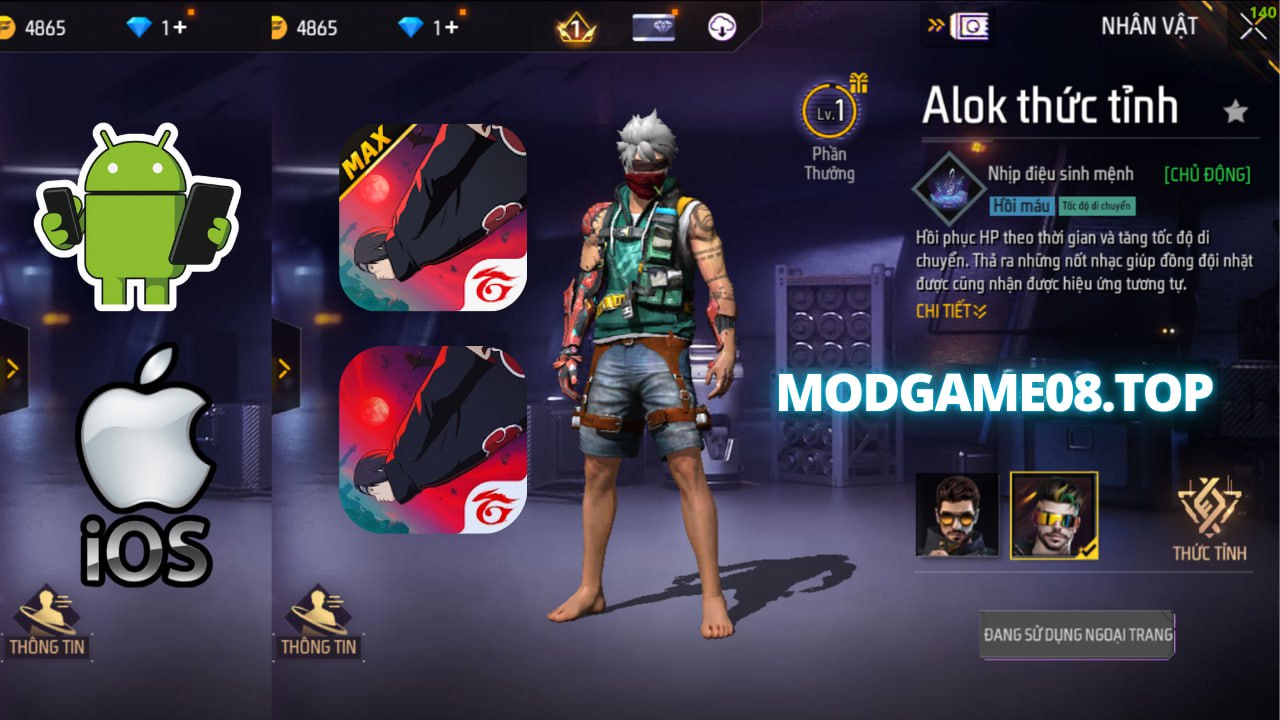 4865
1+
4865
1+
1
NHÂN VẬT
140
Alok thức tỉnh
Lv.1
Phần
Thưởng
Nhịp điệu sinh mệnh
[CHỦ ĐỘNG]
Hồi máu
Tốc độ di chuyển
Hồi phục HP theo thời gian và tăng tốc độ di
chuyển. Thả ra những nốt nhạc giúp đồng đội nhặt
được cũng nhận được hiệu ứng tương tự.
CHI TIẾT
MAX
MODGAME08.TOP
iOS
THỨC TỈNH
THÔNG TIN
THÔNG TIN
ĐANG SỬ DỤNG NGOẠI TRANG